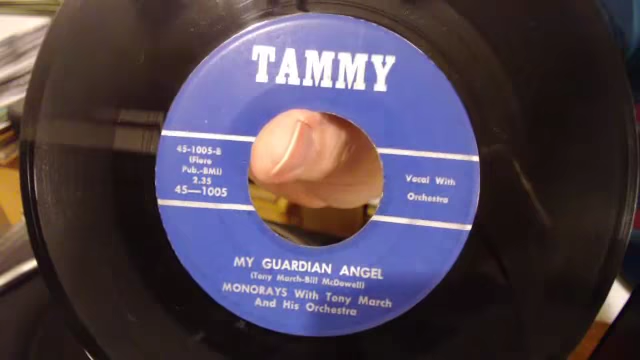 TAMMY
45-1005-B
(Flore
Pub.-BMI)
2.35
45—1005
Vocal With
Orchestra
MY GUARDIAN ANGEL
(Tony March-Bill McDowell)
MONORAYS With Tony March
And His Orchestra